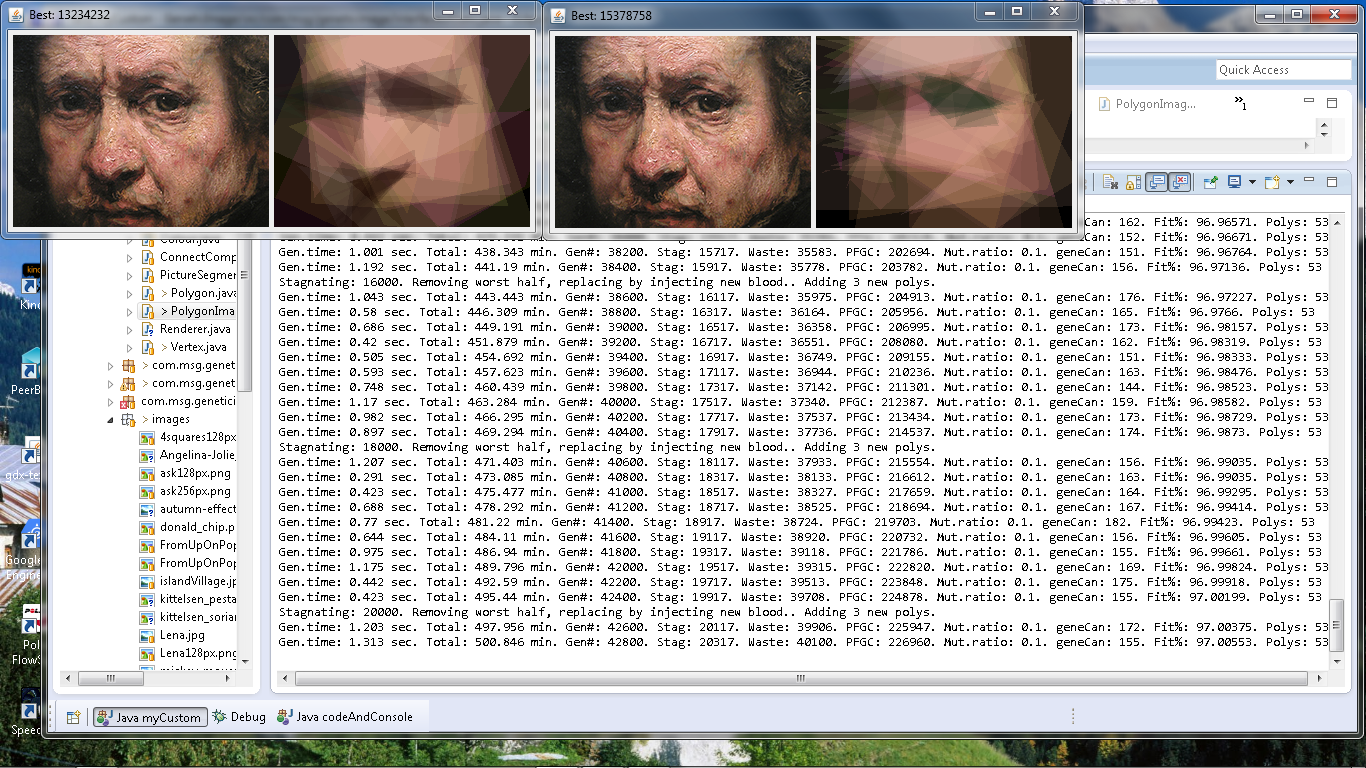 Best: 13234232
Best: 15378758
Quick Access
PolygonImag...
»1
Colour.java
ConnectComp
PictureSegmer
> Polygon.java
> PolygonIma
Renderer.java
> Vertex.java
> com.msg.genet
> com.msg.genet
com.msg.genetici
> images
4squares128px
Angelina-Jolie
ask128px.png
ask256px.png
autumn-effect
donald_chip.p
FromUpOnPop
FromUpOnPop
islandVillage.jp
kittelsen_pesta
kittelsen_sorian
Lena.jpg
Lena128px.png
eneCan: 162. Fit%: 96.96571. Polys: 53
152. Fit%: 96.96671. Polys: 53
Gen.time: 1.001 sec. Total: 438.343 min. Gen#: 38200. Stag: 15717. Waste: 35583. PFGC: 202694. Mut.ratio: 0.1. geneCan: 151. Fit%: 96.96764. Polys: 53
Gen.time: 1.192 sec. Total: 441.19 min. Gen#: 38400. Stag: 15917. Waste: 35778. PFGC: 203782. Mut.ratio: 0.1. geneCan: 156. Fit%: 96.97136. Polys: 53
Stagnating: 16000. Removing worst half, replacing by injecting new blood.. Adding 3 new polys.
Gen.time: 1.043 sec. Total: 443.443 min. Gen#: 38600. Stag: 16117. Waste: 35975. PFGC: 204913. Mut.ratio: 0.1. geneCan: 176. Fit%: 96.97227. Polys: 53
Gen.time: 0.58 sec. Total: 446.309 min. Gen#: 38800. Stag: 16317. Waste: 36164. PFGC: 205956. Mut.ratio: 0.1. geneCan: 165. Fit%: 96.9766. Polys: 53
Gen.time: 0.686 sec. Total: 449.191 min. Gen#: 39000. Stag: 16517. Waste: 36358. PFGC: 206995. Mut.ratio: 0.1. geneCan: 173. Fit%: 96.98157. Polys: 53
Gen.time: 0.42 sec. Total: 451.879 min. Gen#: 39200. Stag: 16717. Waste: 36551. PFGC: 208080. Mut.ratio: 0.1. geneCan: 162. Fit%: 96.98319. Polys: 53
Gen.time: 0.505 sec. Total: 454.692 min. Gen#: 39400. Stag: 16917. Waste: 36749. PFGC: 209155. Mut.ratio: 0.1. geneCan: 151. Fit%: 96.98333. Polys: 53
Gen.time: 0.593 sec. Total: 457.623 min. Gen#: 39600. Stag: 17117. Waste: 36944. PFGC: 210236. Mut.ratio: 0.1. geneCan: 163. Fit%: 96.98476. Polys: 53
Gen.time: 0.748 sec. Total: 460.439 min. Gen#: 39800. Stag: 17317. Waste: 37142. PFGC: 211301. Mut.ratio: 0.1. geneCan: 144. Fit%: 96.98523. Polys: 53
Gen.time: 1.17 sec. Total: 463.284 min. Gen#: 40000. Stag: 17517. Waste: 37340. PFGC: 212387. Mut.ratio: 0.1. geneCan: 159. Fit%: 96.98582. Polys: 53
Gen.time: 0.982 sec. Total: 466.295 min. Gen#: 40200. Stag: 17717. Waste: 37537. PFGC: 213434. Mut.ratio: 0.1. geneCan: 173. Fit%: 96.98729. Polys: 53
Gen.time: 0.897 sec. Total: 469.294 min. Gen#: 40400. Stag: 17917. Waste: 37736. PFGC: 214537. Mut.ratio: 0.1. geneCan: 174. Fit%: 96.9873. Polys: 53
Stagnating: 18000. Removing worst half, replacing by injecting new blood.. Adding 3 new polys.
Gen.time: 1.207 sec. Total: 471.403 min. Gen#: 40600. Stag: 18117. Waste: 37933. PFGC: 215554. Mut.ratio: 0.1. geneCan: 156. Fit%: 96.99035. Polys: 53
Gen.time: 0.291 sec. Total: 473.085 min. Gen#: 40800. Stag: 18317. Waste: 38133. PFGC: 216612. Mut.ratio: 0.1. geneCan: 163. Fit%: 96.99035. Polys: 53
Gen.time: 0.423 sec. Total: 475.477 min. Gen#: 41000. Stag: 18517. Waste: 38327. PFGC: 217659. Mut.ratio: 0.1. geneCan: 164. Fit%: 96.99295. Polys: 53
Gen.time: 0.688 sec. Total: 478.292 min. Gen#: 41200. Stag: 18717. Waste: 38525. PFGC: 218694. Mut.ratio: 0.1. geneCan: 167. Fit%: 96.99414. Polys: 53
Gen.time: 0.77 sec. Total: 481.22 min. Gen#: 41400. Stag: 18917. Waste: 38724. PFGC: 219703. Mut.ratio: 0.1. geneCan: 182. Fit%: 96.99423. Polys: 53
Gen.time: 0.644 sec. Total: 484.11 min. Gen#: 41600. Stag: 19117. Waste: 38920. PFGC: 220732. Mut.ratio: 0.1. geneCan: 156. Fit%: 96.99605. Polys: 53
Gen.time: 0.975 sec. Total: 486.94 min. Gen#: 41800. Stag: 19317. Waste: 39118. PFGC: 221786. Mut.ratio: 0.1. geneCan: 155. Fit%: 96.99661. Polys: 53
Gen.time: 1.175 sec. Total: 489.796 min. Gen#: 42000. Stag: 19517. Waste: 39315. PFGC: 222820. Mut.ratio: 0.1. geneCan: 169. Fit%: 96.99824. Polys: 53
Gen.time: 0.442 sec. Total: 492.59 min. Gen#: 42200. Stag: 19717. Waste: 39513. PFGC: 223848. Mut.ratio: 0.1. geneCan: 175. Fit%: 96.99918. Polys: 53
Gen.time: 0.423 sec. Total: 495.44 min. Gen#: 42400. Stag: 19917. Waste: 39708. PFGC: 224878. Mut.ratio: 0.1. geneCan: 155. Fit%: 97.00199. Polys: 53
Stagnating: 20000. Removing worst half, replacing by injecting new blood.. Adding 3 new polys.
Gen.time: 1.203 sec. Total: 497.956 min. Gen#: 42600. Stag: 20117. Waste: 39906. PFGC: 225947. Mut.ratio: 0.1. geneCan: 172. Fit%: 97.00375. Polys: 53
Gen.time: 1.313 sec. Total: 500.846 min. Gen#: 42800. Stag: 20317. Waste: 40100. PFGC: 226960. Mut.ratio: 0.1. geneCan: 155. Fit%: 97.00553. Polys: 53
Java myCustom
Debug
Java codeAndConsole
Kin
PeerB
gdx-te
Google
Engine
Pol
FlowS
Speec